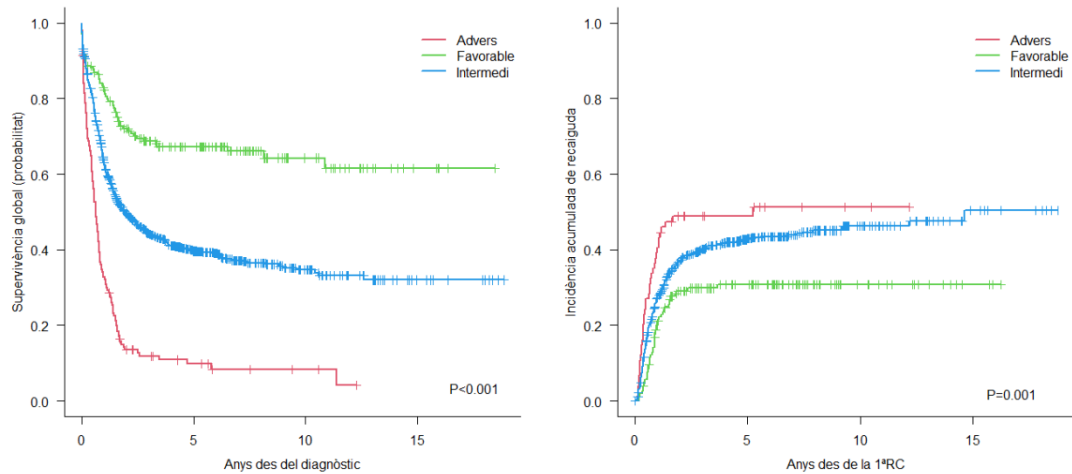 1.0
0.8
0.6
0.4
0.2
0.0
Supervivència global (probabilitat)
Advers
Favorable
Intermedi
P<0.001
0 5 10 15
Anys des del diagnòstic
1.0
0.8
0.6
0.4
0.2
0.0
Incidència acumulada de recaiguda
Advers
Favorable
Intermedi
P=0.001
0 5 10 15
Anys des de la 1ªRC